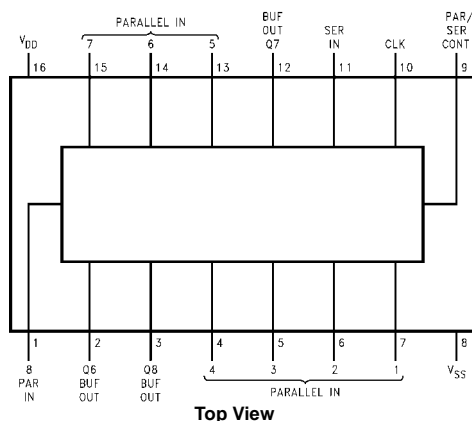 PARALLEL IN
BUF
OUT
Q7
SER
IN
CLK
PAR/
SER
CONT
VDD
7
6
5
16
15
14
13
12
11
10
9
1
2
3
4
5
6
7
8
8
PAR
IN
Q6
BUF
OUT
Q8
BUF
OUT
4
3
2
1
PARALLEL IN
VSS
Top View